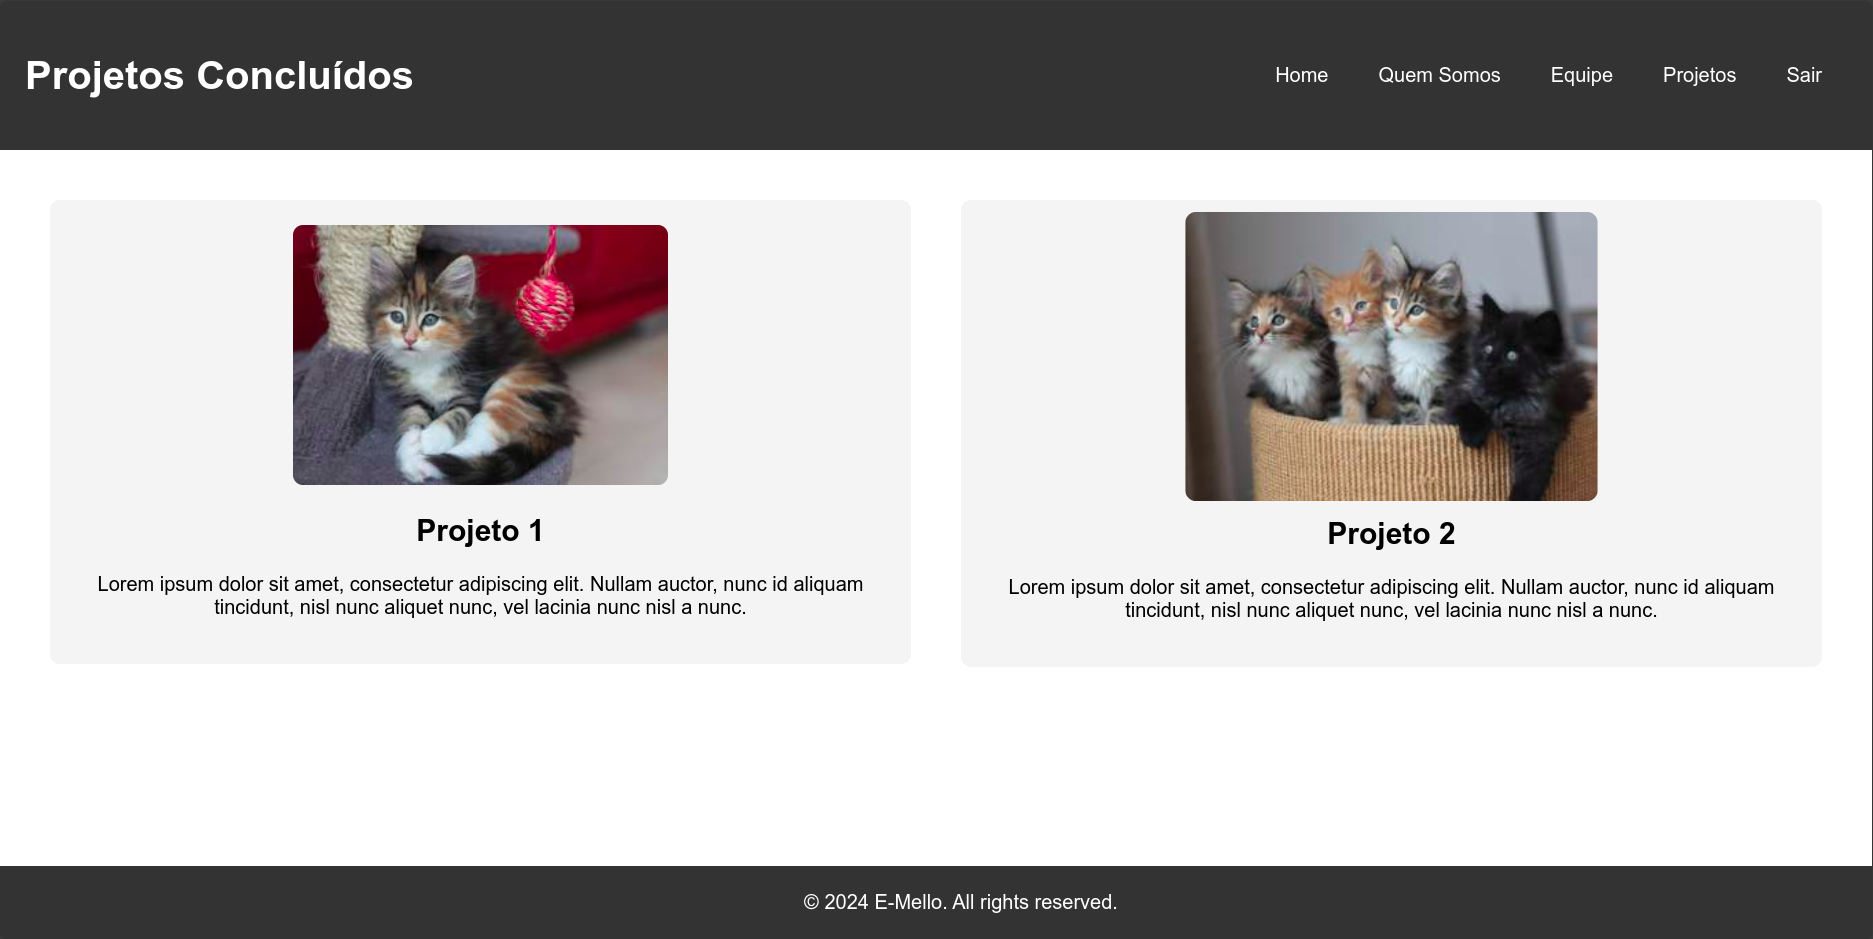 Projetos Concluídos
Home Quem Somos Equipe Projetos Sair
Projeto 1
Lorem ipsum dolor sit amet, consectetur adipiscing elit. Nullam auctor, nunc id aliquam
tincidunt, nisl nunc aliquet nunc, vel lacinia nunc nisl a nunc.
Projeto 2
Lorem ipsum dolor sit amet, consectetur adipiscing elit. Nullam auctor, nunc id aliquam
tincidunt, nisl nunc aliquet nunc, vel lacinia nunc nisl a nunc.
© 2024 E-Mello. All rights reserved.